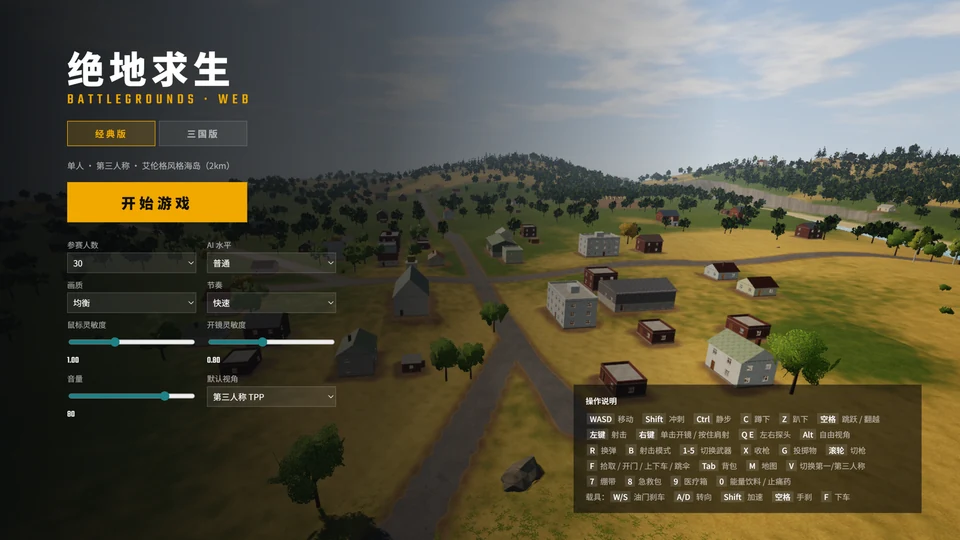 绝地求生
BATTLEGROUNDS · WEB
经典版 三国版
单人 · 第三人称 · 艾伦格风格海岛（2km）
开始游戏
参赛人数 AI 水平
30 普通
画质 节奏
均衡 快速
鼠标灵敏度 开镜灵敏度
1.00 0.80
音量 默认视角
80 第三人称 TPP
操作说明
WASD 移动 Shift 冲刺 Ctrl 静步 C 蹲下 Z 趴下 空格 跳跃 / 翻越
左键 射击 右键 单击开镜 / 按住肩射 Q E 左右探头 Alt 自由视角
R 换弹 B 射击模式 1-5 切换武器 X 收枪 G 投掷物 滚轮 切枪
F 拾取 / 开门 / 上下车 / 跳伞 Tab 背包 M 地图 V 切换第一/第三人称
7 绷带 8 急救包 9 医疗箱 0 能量饮料 / 止痛药
载具： W/S 油门刹车 A/D 转向 Shift 加速 空格 手刹 F 下车